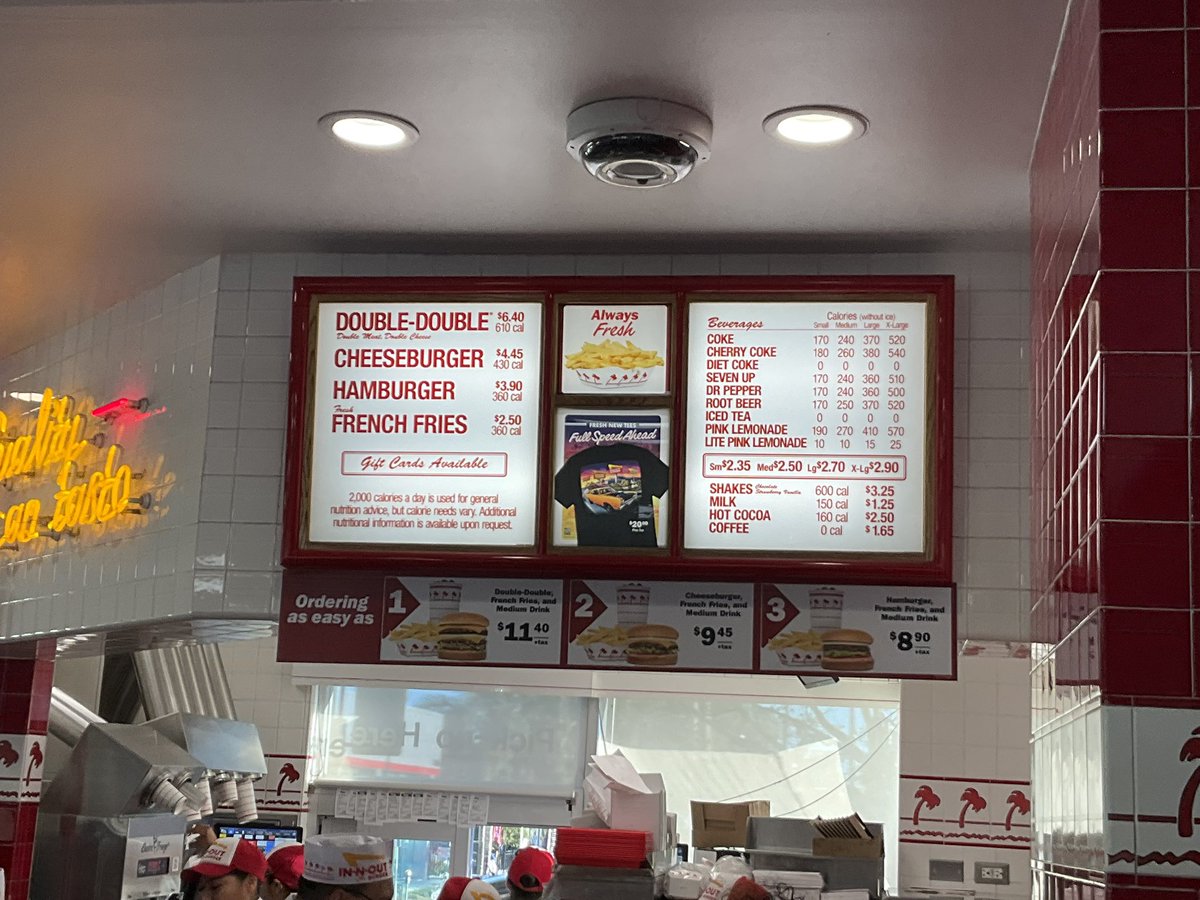 DOUBLE-DOUBLE $6.40
Double Meat, Double Cheese 610 cal
CHEESEBURGER $4.45
430 cal
HAMBURGER $3.90
360 cal
Fresh
FRENCH FRIES $2.50
360 cal
Gift Cards Available
2,000 calories a day is used for general
nutrition advice, but calorie needs vary. Additional
nutritional information is available upon request.
Always
Fresh
FRESH NEW TEES
Full Speed Ahead
$20.00
Beverages Calories (without ice)
Small Medium Large X-Large
COKE 170 240 370 520
CHERRY COKE 180 260 380 540
DIET COKE 0 0 0 0
SEVEN UP 170 240 360 510
DR PEPPER 170 240 360 500
ROOT BEER 170 250 370 520
ICED TEA 0 0 0 0
PINK LEMONADE 190 270 410 570
LITE PINK LEMONADE 10 10 15 25
Sm$2.35 Med$2.50 Lg$2.70 X-Lg$2.90
SHAKES Chocolate Strawberry Vanilla 600 cal $3.25
MILK 150 cal $1.25
HOT COCOA 160 cal $2.50
COFFEE 0 cal $1.65
Ordering
as easy as
1
Double-Double,
French Fries, and
Medium Drink
$11 40
+tax
2
Cheeseburger,
French Fries, and
Medium Drink
$9 45
+tax
3
Hamburger,
French Fries, and
Medium Drink
$8 90
+tax
Pick-up Here
IN-N-OUT